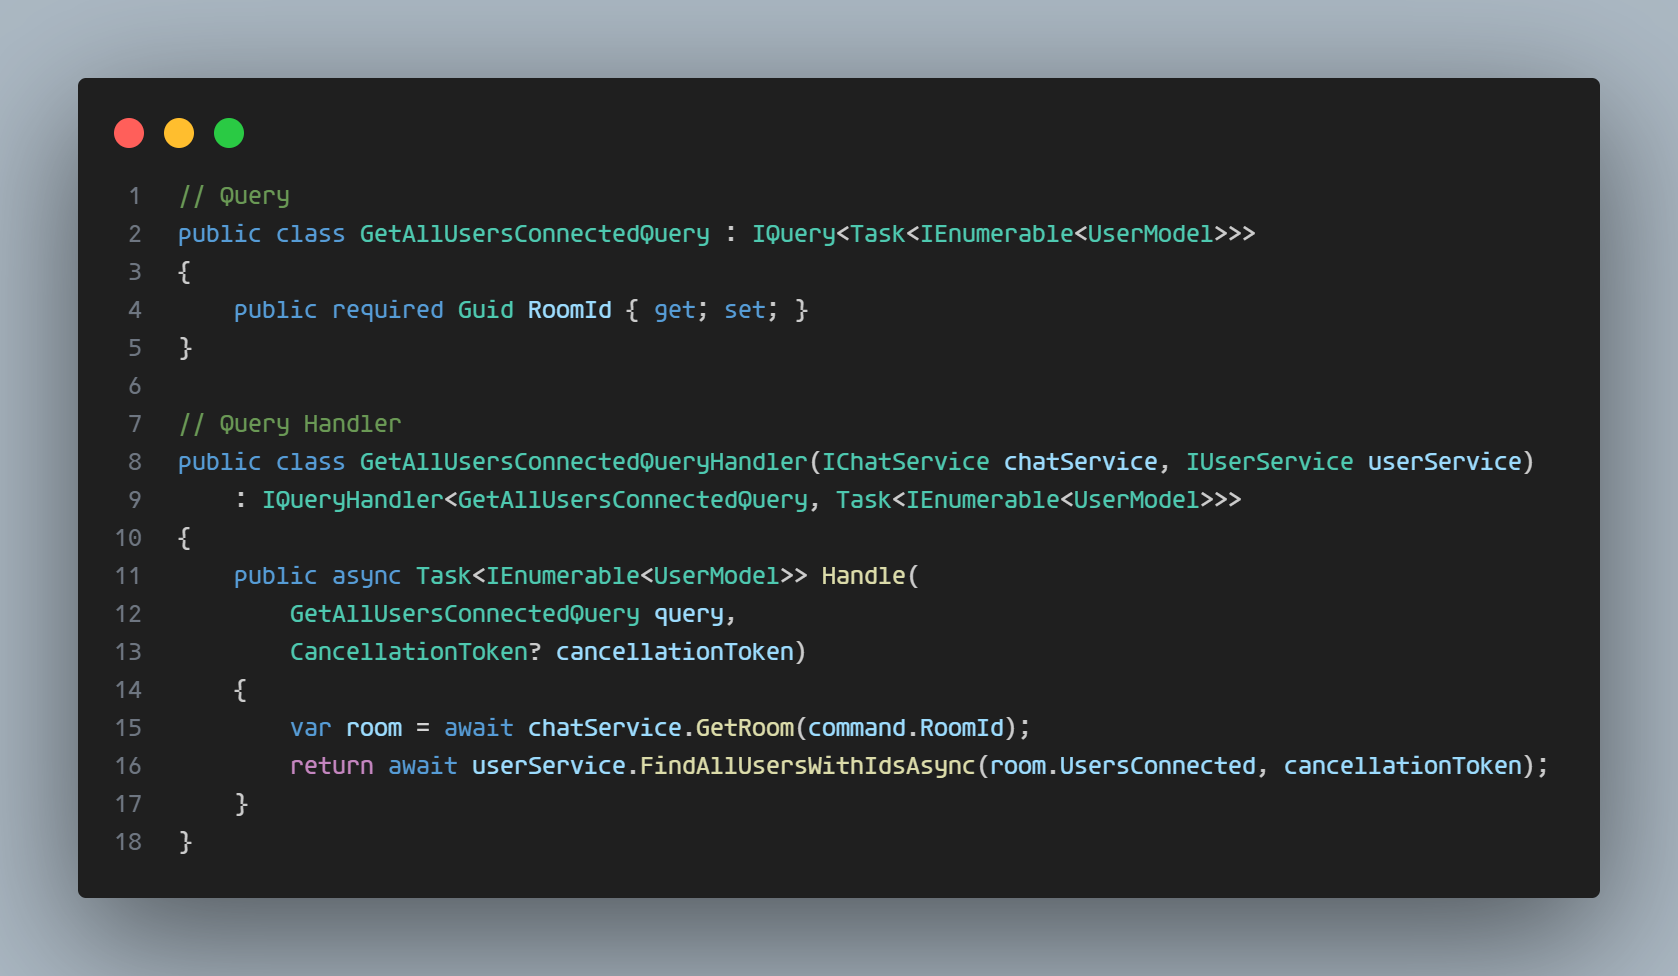 1 // Query
2 public class GetAllUsersConnectedQuery : IQuery<Task<IEnumerable<UserModel>>>
3 {
4     public required Guid RoomId { get; set; }
5 }
6
7 // Query Handler
8 public class GetAllUsersConnectedQueryHandler(IChatService chatService, IUserService userService)
9     : IQueryHandler<GetAllUsersConnectedQuery, Task<IEnumerable<UserModel>>>
10 {
11     public async Task<IEnumerable<UserModel>> Handle(
12         GetAllUsersConnectedQuery query,
13         CancellationToken? cancellationToken)
14     {
15         var room = await chatService.GetRoom(command.RoomId);
16         return await userService.FindAllUsersWithIdsAsync(room.UsersConnected, cancellationToken);
17     }
18 }